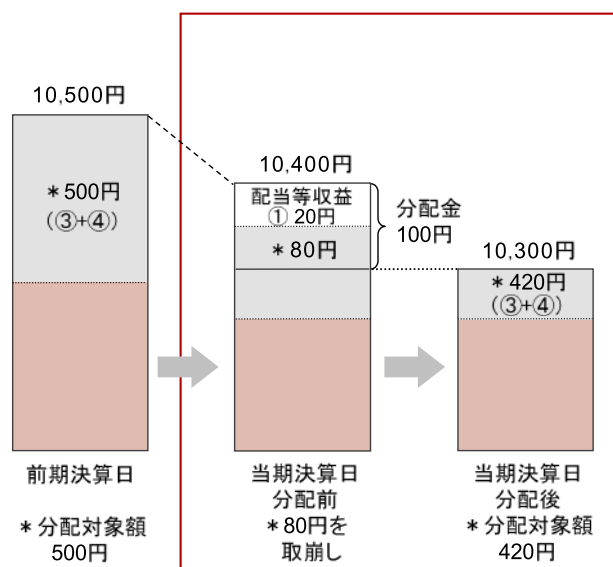 10,500円
＊500円
（③+④）
10,400円
配当等収益
① 20円
＊80円
分配金
100円
10,300円
＊420円
（③+④）
前期決算日
＊分配対象額
500円
当期決算日
分配前
＊80円を
取崩し
当期決算日
分配後
＊分配対象額
420円